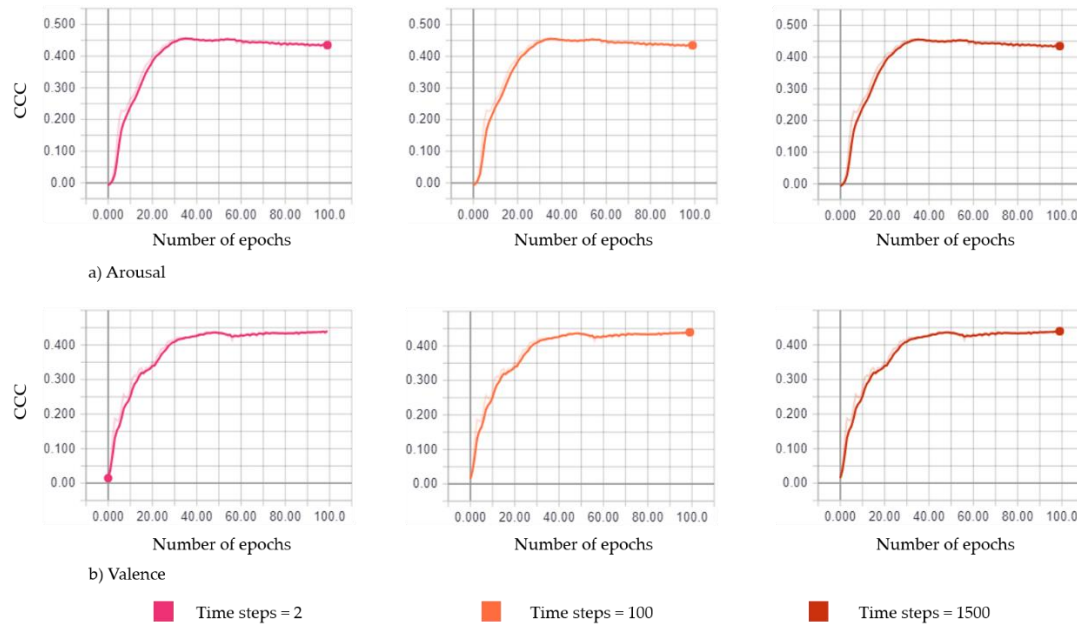 0.500 0.500 0.500
0.400 0.400 0.400
0.300 0.300 0.300
CCC
0.200 0.200 0.200
0.100 0.100 0.100
0.00 0.00 0.00
0.000 20.00 40.00 60.00 80.00 100.0 0.000 20.00 40.00 60.00 80.00 100.0 0.000 20.00 40.00 60.00 80.00 100.0
Number of epochs Number of epochs Number of epochs
a) Arousal
0.400 0.400 0.400
0.300 0.300 0.300
CCC
0.200 0.200 0.200
0.100 0.100 0.100
0.00 0.00 0.00
0.000 20.00 40.00 60.00 80.00 100.0 0.000 20.00 40.00 60.00 80.00 100.0 0.000 20.00 40.00 60.00 80.00 100.0
Number of epochs Number of epochs Number of epochs
b) Valence
Time steps = 2 Time steps = 100 Time steps = 1500